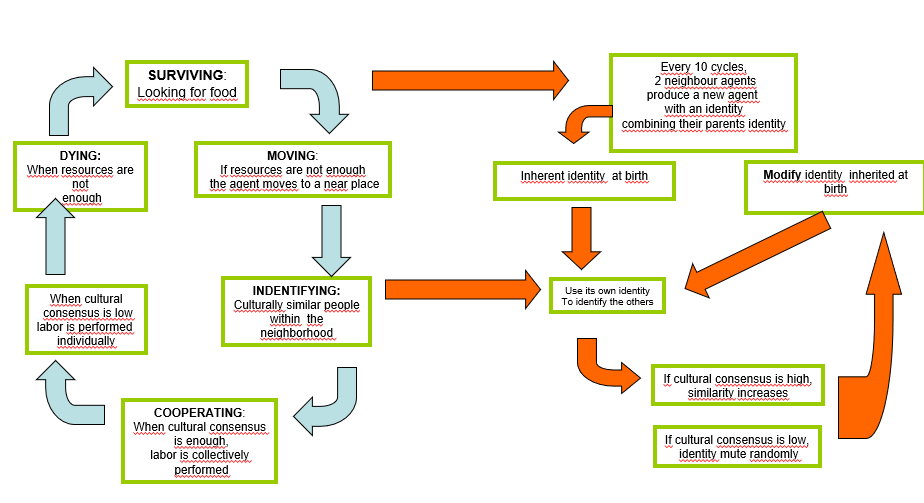 SURVIVING:
Looking for food
Every 10 cycles,
2 neighbour agents
produce a new agent
with an identity
combining their parents identity
DYING:
When resources are
not
enough
MOVING:
If resources are not enough
the agent moves to a near place
Inherent identity at birth
Modify identity inherited at
birth
INDENTIFYING:
Culturally similar people
within the
neighborhood
Use its own identity
To identify the others
When cultural
consensus is low
labor is performed
individually
If cultural consensus is high,
similarity increases
COOPERATING:
When cultural consensus
is enough,
labor is collectively
performed
If cultural consensus is low,
identity mute randomly